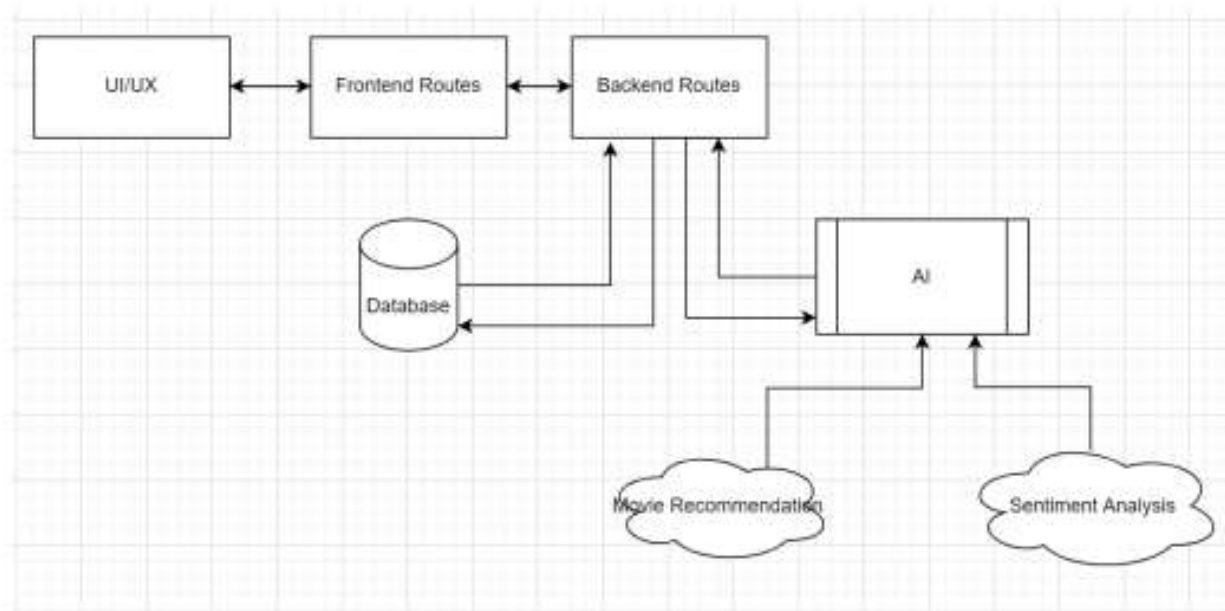 UI/UX
Frontend Routes
Backend Routes
Database
AI
Movie Recommendation
Sentiment Analysis